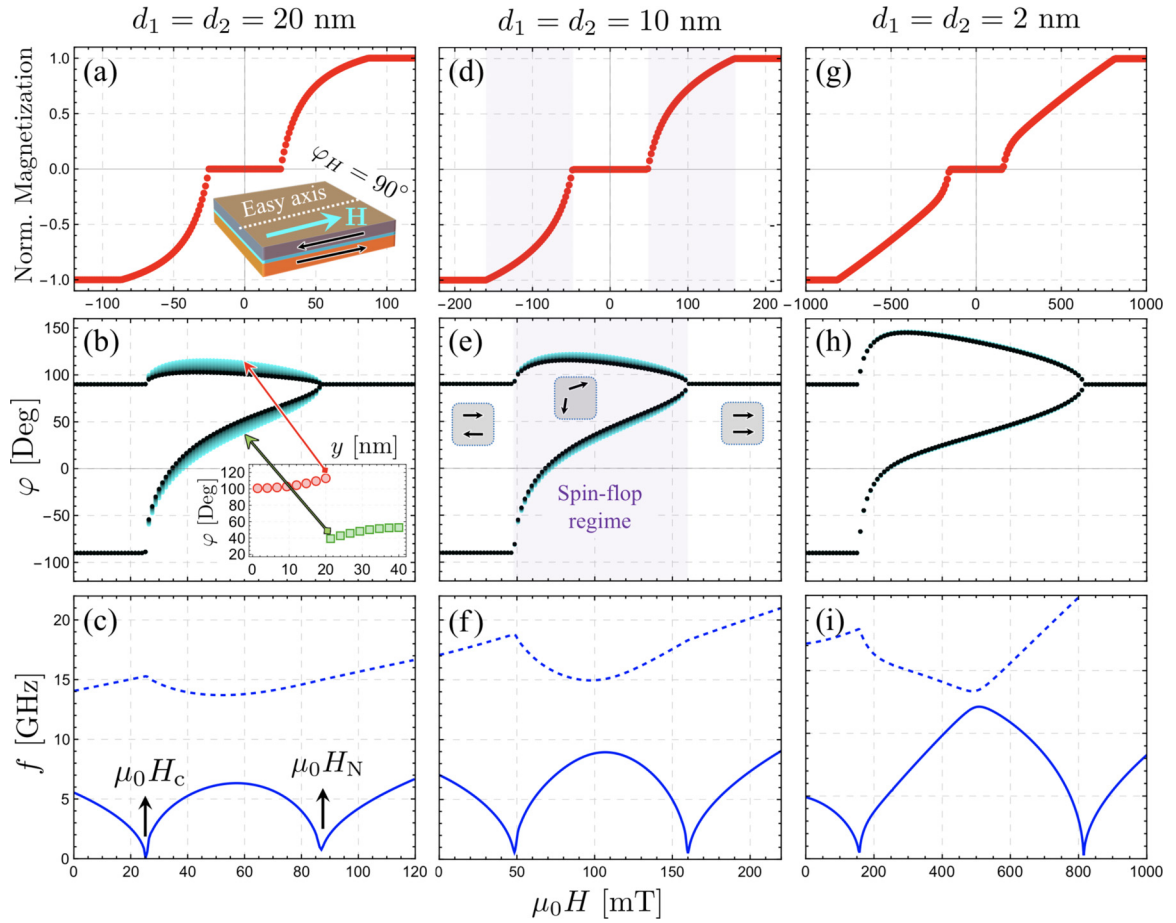 d₁ = d₂ = 20 nm
d₁ = d₂ = 10 nm
d₁ = d₂ = 2 nm
Norm. Magnetization
1.0
0.5
0.0
−0.5
−1.0
(a)
φ_H = 90°
Easy axis
H
−100 −50 0 50 100
(d)
−200 −100 0 100 200
(g)
−1000 −500 0 500 1000
φ [Deg]
150
100
50
0
−50
−100
(b)
y [nm]
φ [Deg]
120
100
80
60
40
20
0 10 20 30 40
(e)
Spin-flop
regime
(h)
f [GHz]
20
15
10
5
0
(c)
μ₀H_c
μ₀H_N
0 20 40 60 80 100 120
(f)
0 50 100 150 200
(i)
0 200 400 600 800 1000
μ₀H [mT]